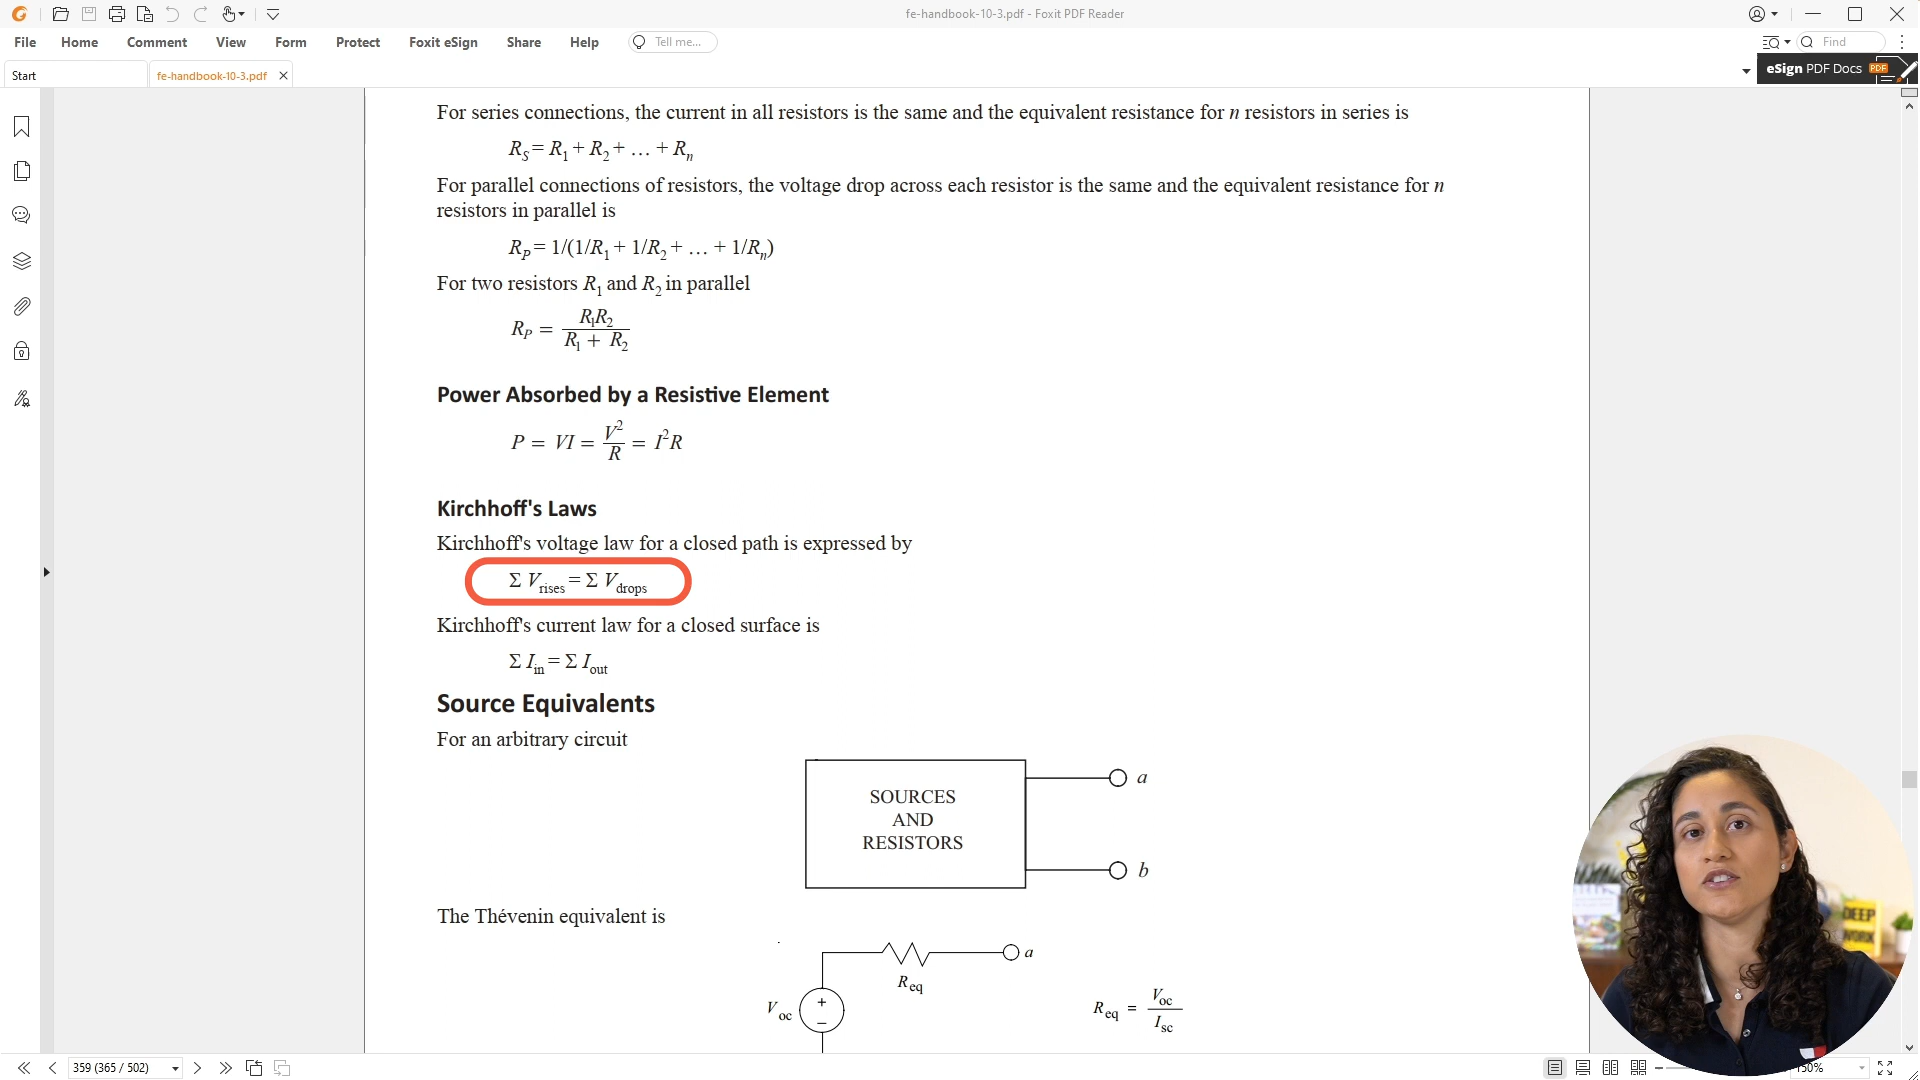 fe-handbook-10-3.pdf - Foxit PDF Reader
File Home Comment View Form Protect Foxit eSign Share Help Tell me... Find
Start fe-handbook-10-3.pdf eSign PDF Docs PDF
For series connections, the current in all resistors is the same and the equivalent resistance for n resistors in series is
R_S = R_1 + R_2 + … + R_n
For parallel connections of resistors, the voltage drop across each resistor is the same and the equivalent resistance for n
resistors in parallel is
R_P = 1/(1/R_1 + 1/R_2 + … + 1/R_n)
For two resistors R_1 and R_2 in parallel
R_P = R_1R_2 / R_1 + R_2
Power Absorbed by a Resistive Element
P = VI = V²/R = I²R
Kirchhoff's Laws
Kirchhoff's voltage law for a closed path is expressed by
Σ V_rises = Σ V_drops
Kirchhoff's current law for a closed surface is
Σ I_in = Σ I_out
Source Equivalents
For an arbitrary circuit
SOURCES
AND
RESISTORS
a
b
The Thévenin equivalent is
a
R_eq
V_oc
+
−
R_eq = V_oc / I_sc
DEEP
WORK
359 (365 / 502)
150%